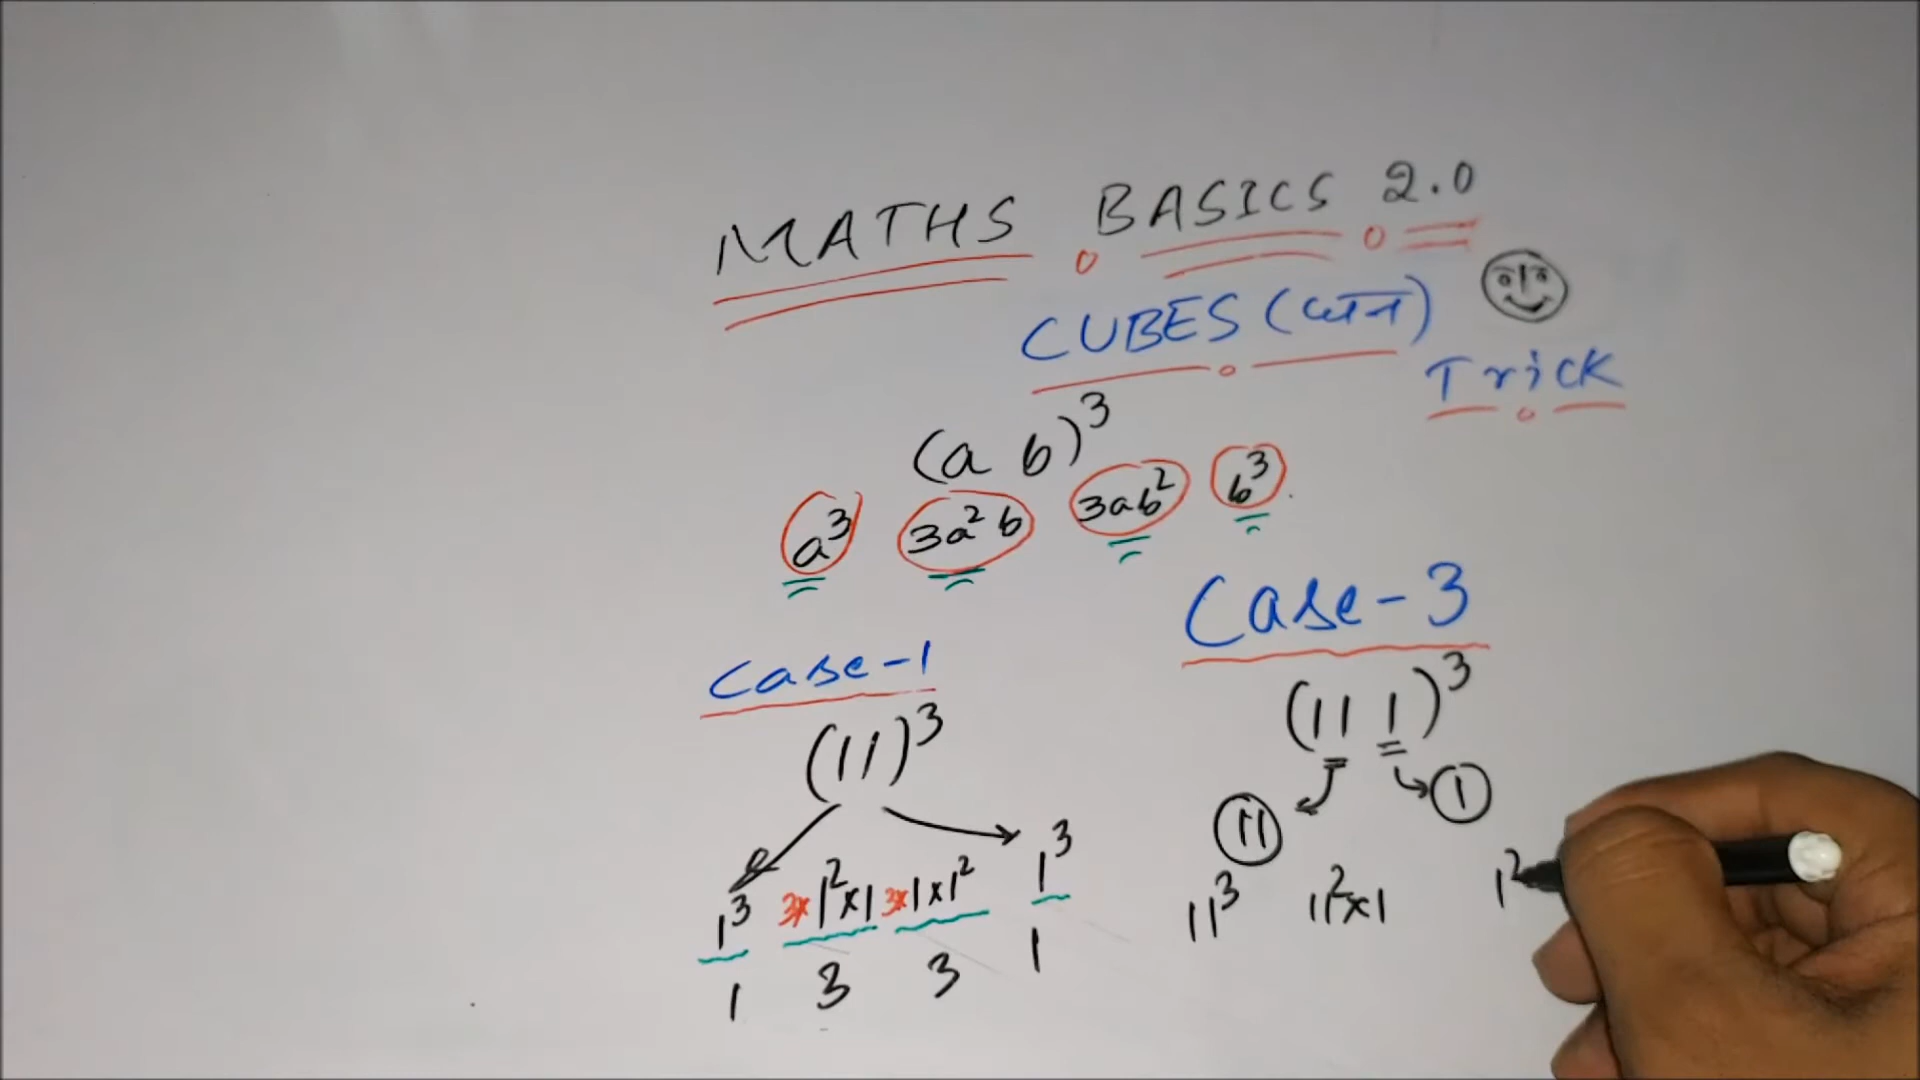 MATHS BASICS 2.0
CUBES (घन)
Trick
(a b)³
a³ 3a²b 3ab² b³
Case-1
(11)³
1³ 3×1²×1 3×1×1² 1³
1 3 3 1
Case-3
(11 1)³
11 1
11³ 11²×1 1²